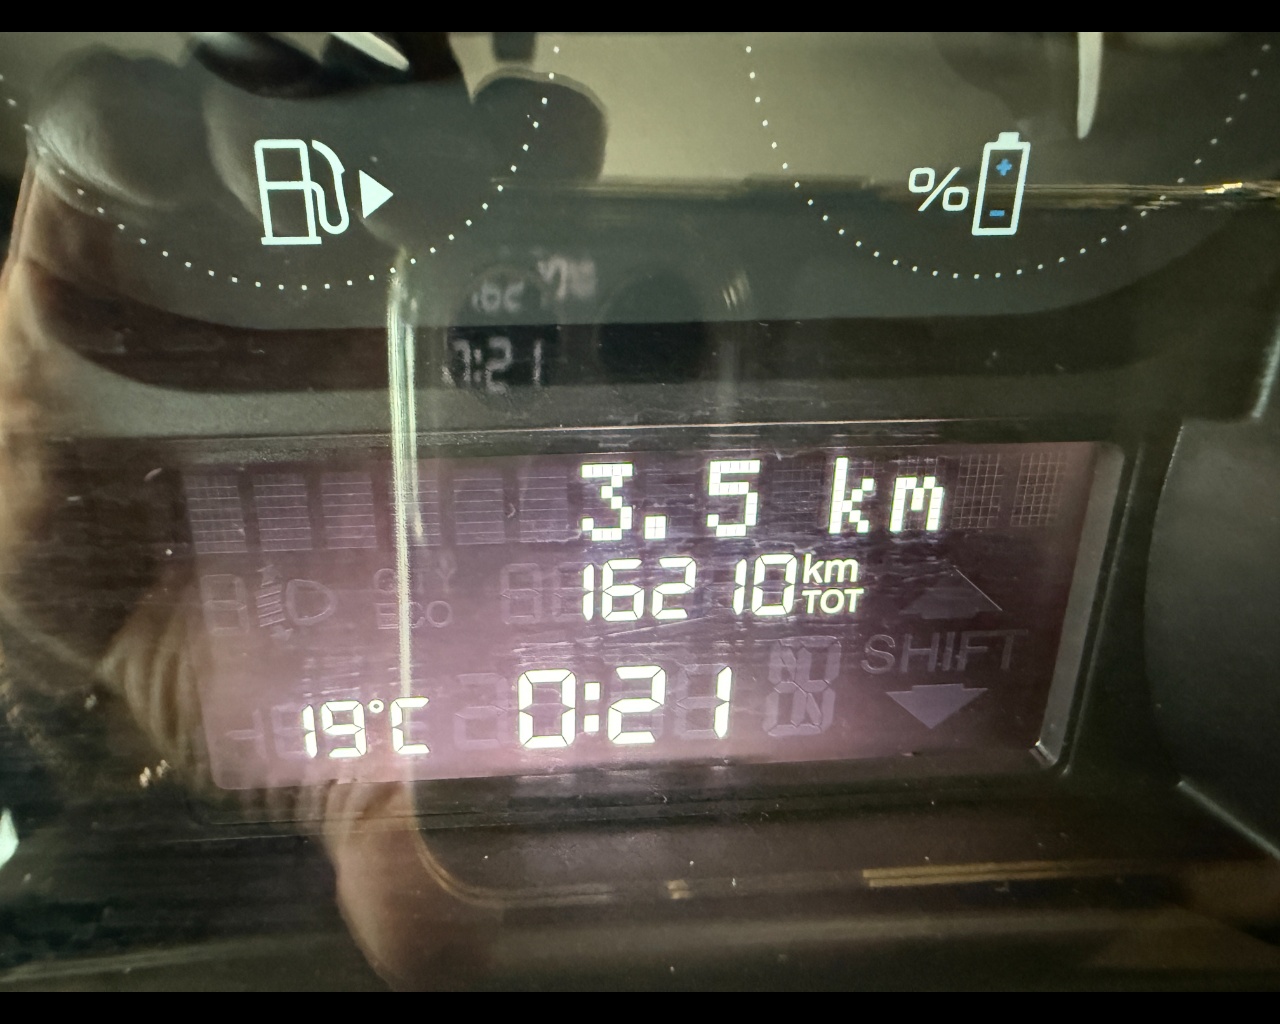 %
3.5 km
16210 km TOT
CITY
ECO
SHIFT
19°C 0:21